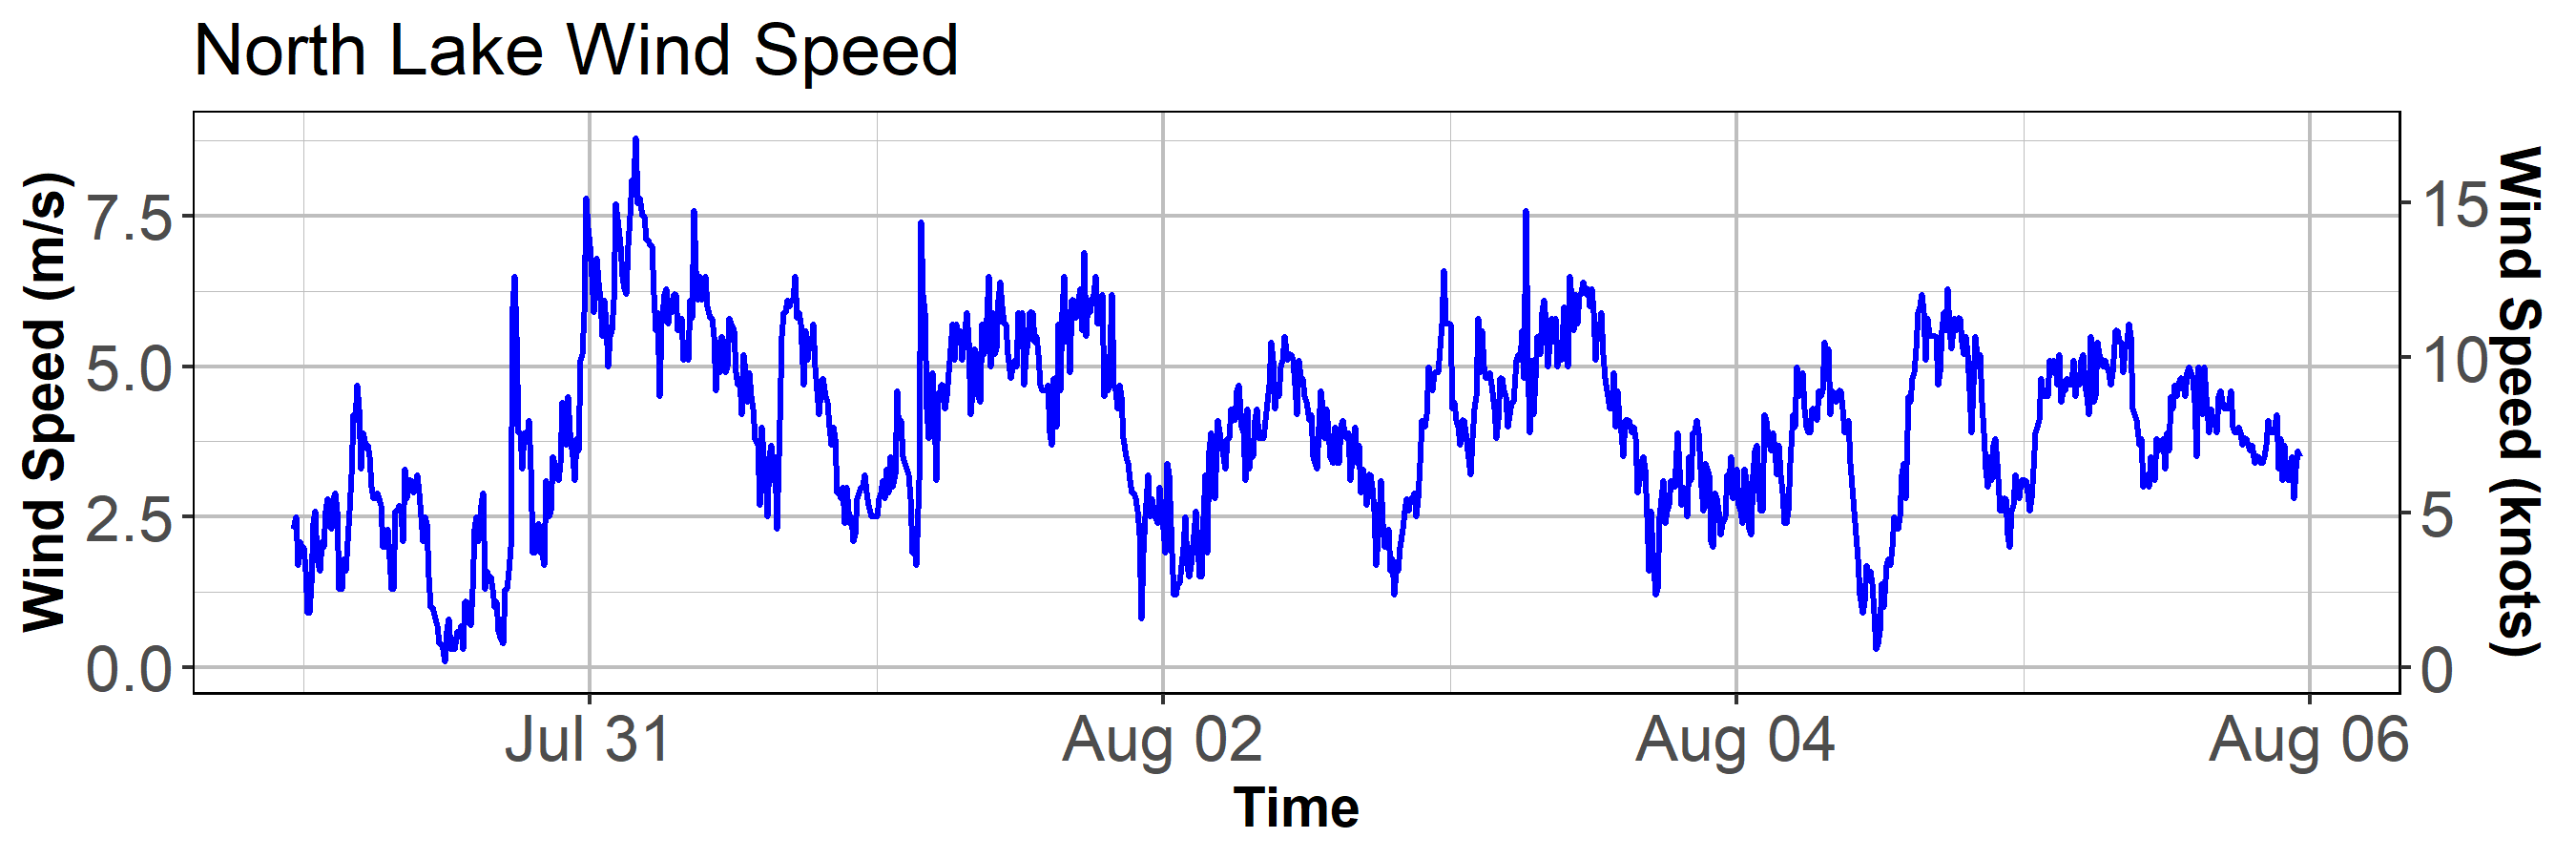 North Lake Wind Speed
Wind Speed (m/s)
7.5
5.0
2.5
0.0
15
10
5
0
Wind Speed (knots)
Jul 31
Aug 02
Aug 04
Aug 06
Time